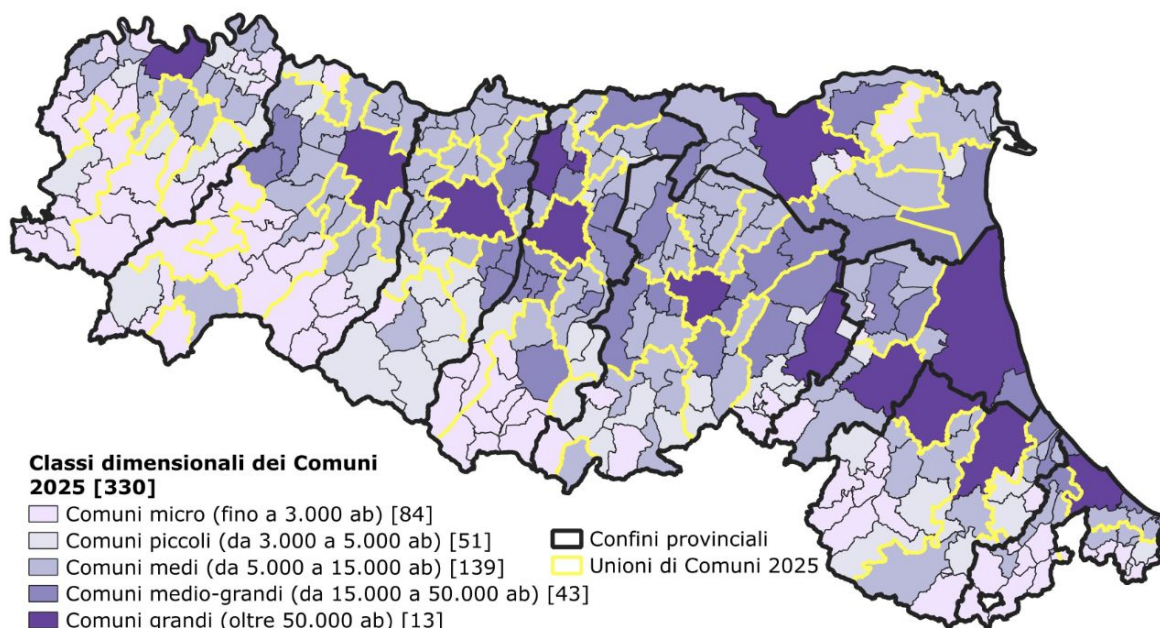 Classi dimensionali dei Comuni
2025 [330]
Comuni micro (fino a 3.000 ab) [84]
Comuni piccoli (da 3.000 a 5.000 ab) [51]
Comuni medi (da 5.000 a 15.000 ab) [139]
Comuni medio-grandi (da 15.000 a 50.000 ab) [43]
Comuni grandi (oltre 50.000 ab) [13]
Confini provinciali
Unioni di Comuni 2025